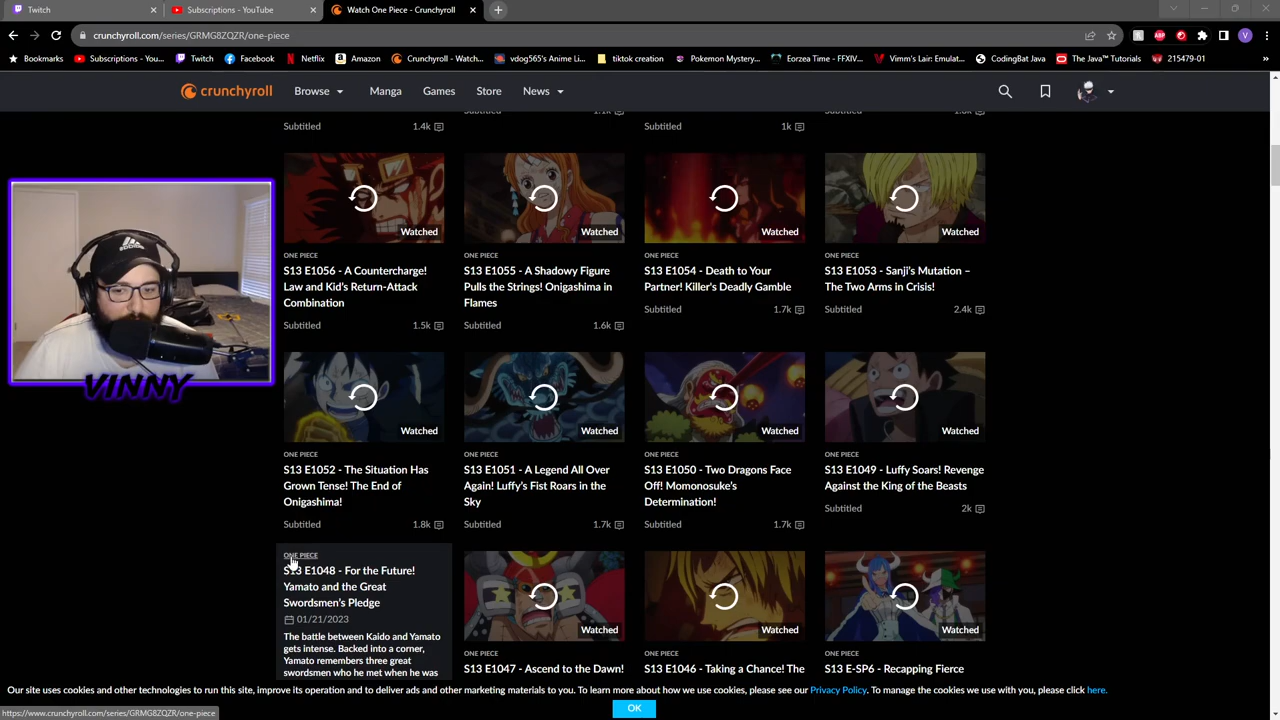 Twitch
Subscriptions - YouTube
Watch One Piece - Crunchyroll
crunchyroll.com/series/GRMG8ZQZR/one-piece
Bookmarks
Subscriptions - You...
Twitch
Facebook
Netflix
Amazon
Crunchyroll - Watch...
vdog565's Anime Li...
tiktok creation
Pokemon Mystery...
Eorzea Time - FFXIV...
Vimm's Lair: Emulat...
CodingBat Java
The Java™ Tutorials
215479-01
crunchyroll
Browse
Manga
Games
Store
News
Subtitled 1.4k
Subtitled 1k
Watched
Watched
Watched
Watched
ONE PIECE
S13 E1056 - A Countercharge!
Law and Kid's Return-Attack
Combination
Subtitled 1.5k
ONE PIECE
S13 E1055 - A Shadowy Figure
Pulls the Strings! Onigashima in
Flames
Subtitled 1.6k
ONE PIECE
S13 E1054 - Death to Your
Partner! Killer's Deadly Gamble
Subtitled 1.7k
ONE PIECE
S13 E1053 - Sanji's Mutation –
The Two Arms in Crisis!
Subtitled 2.4k
VINNY
Watched
Watched
Watched
Watched
ONE PIECE
S13 E1052 - The Situation Has
Grown Tense! The End of
Onigashima!
Subtitled 1.8k
ONE PIECE
S13 E1051 - A Legend All Over
Again! Luffy's Fist Roars in the
Sky
Subtitled 1.7k
ONE PIECE
S13 E1050 - Two Dragons Face
Off! Momonosuke's
Determination!
Subtitled 1.7k
ONE PIECE
S13 E1049 - Luffy Soars! Revenge
Against the King of the Beasts
Subtitled 2k
ONE PIECE
S13 E1048 - For the Future!
Yamato and the Great
Swordsmen's Pledge
01/21/2023
The battle between Kaido and Yamato
gets intense. Backed into a corner,
Yamato remembers three great
swordsmen who he met when he was
Watched
Watched
Watched
ONE PIECE
S13 E1047 - Ascend to the Dawn!
ONE PIECE
S13 E1046 - Taking a Chance! The
ONE PIECE
S13 E-SP6 - Recapping Fierce
Our site uses cookies and other technologies to run this site, improve its operation and to deliver ads and other marketing materials to you. To learn more about how we use cookies, please see our Privacy Policy. To manage the cookies we use with you, please click here.
OK
https://www.crunchyroll.com/series/GRMG8ZQZR/one-piece